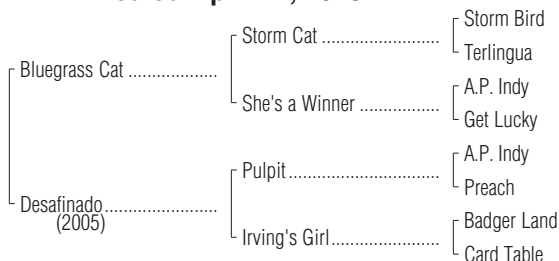 Storm Bird
Storm Cat ........................
Terlingua
Bluegrass Cat ........................
A.P. Indy
She's a Winner ........................
Get Lucky
A.P. Indy
Pulpit ........................
Preach
Desafinado ........................
(2005)
Badger Land
Irving's Girl ........................
Card Table